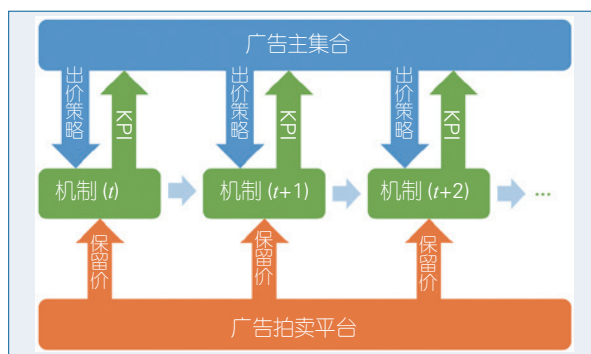 广告主集合
出价策略
KPI
出价策略
KPI
出价策略
KPI
机制 (t)
机制 (t+1)
机制 (t+2)
...
保留价
保留价
保留价
广告拍卖平台